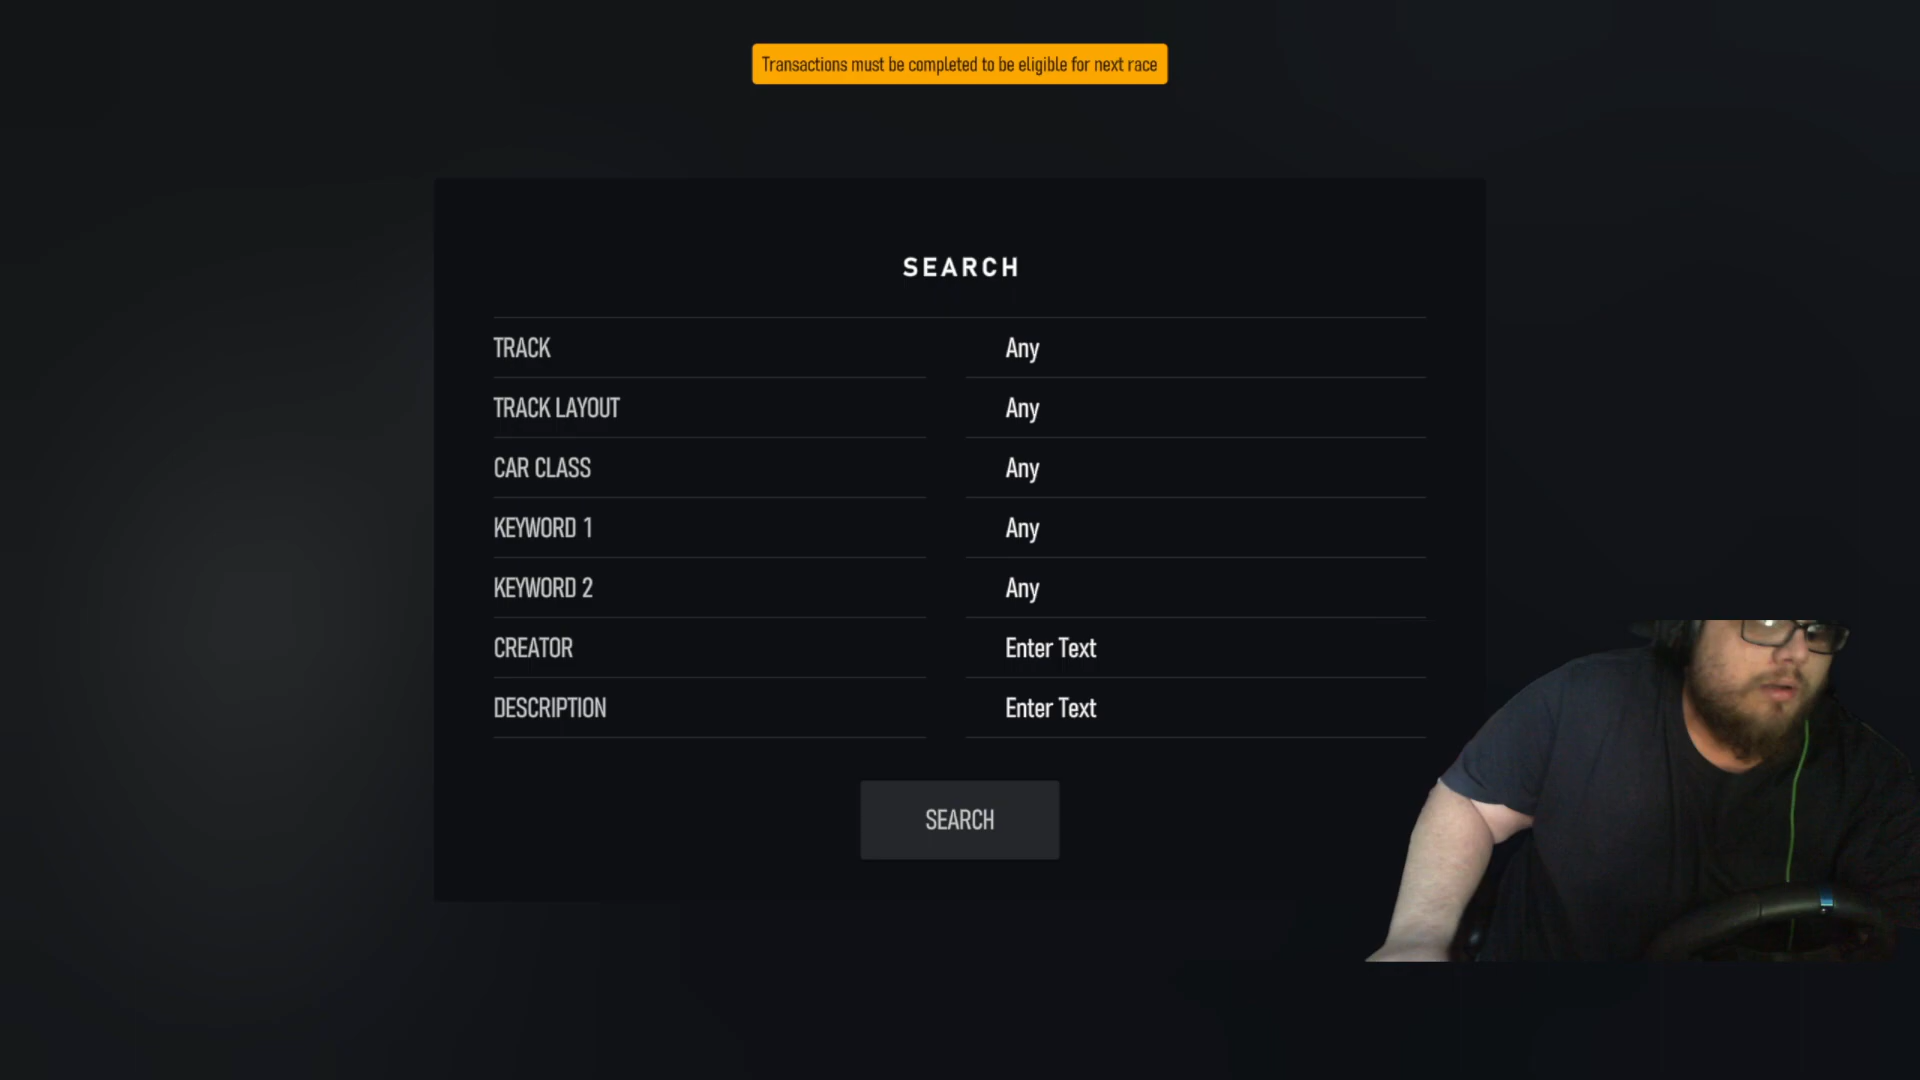 Transactions must be completed to be eligible for next race
SEARCH
TRACK Any
TRACK LAYOUT Any
CAR CLASS Any
KEYWORD 1 Any
KEYWORD 2 Any
CREATOR Enter Text
DESCRIPTION Enter Text
SEARCH